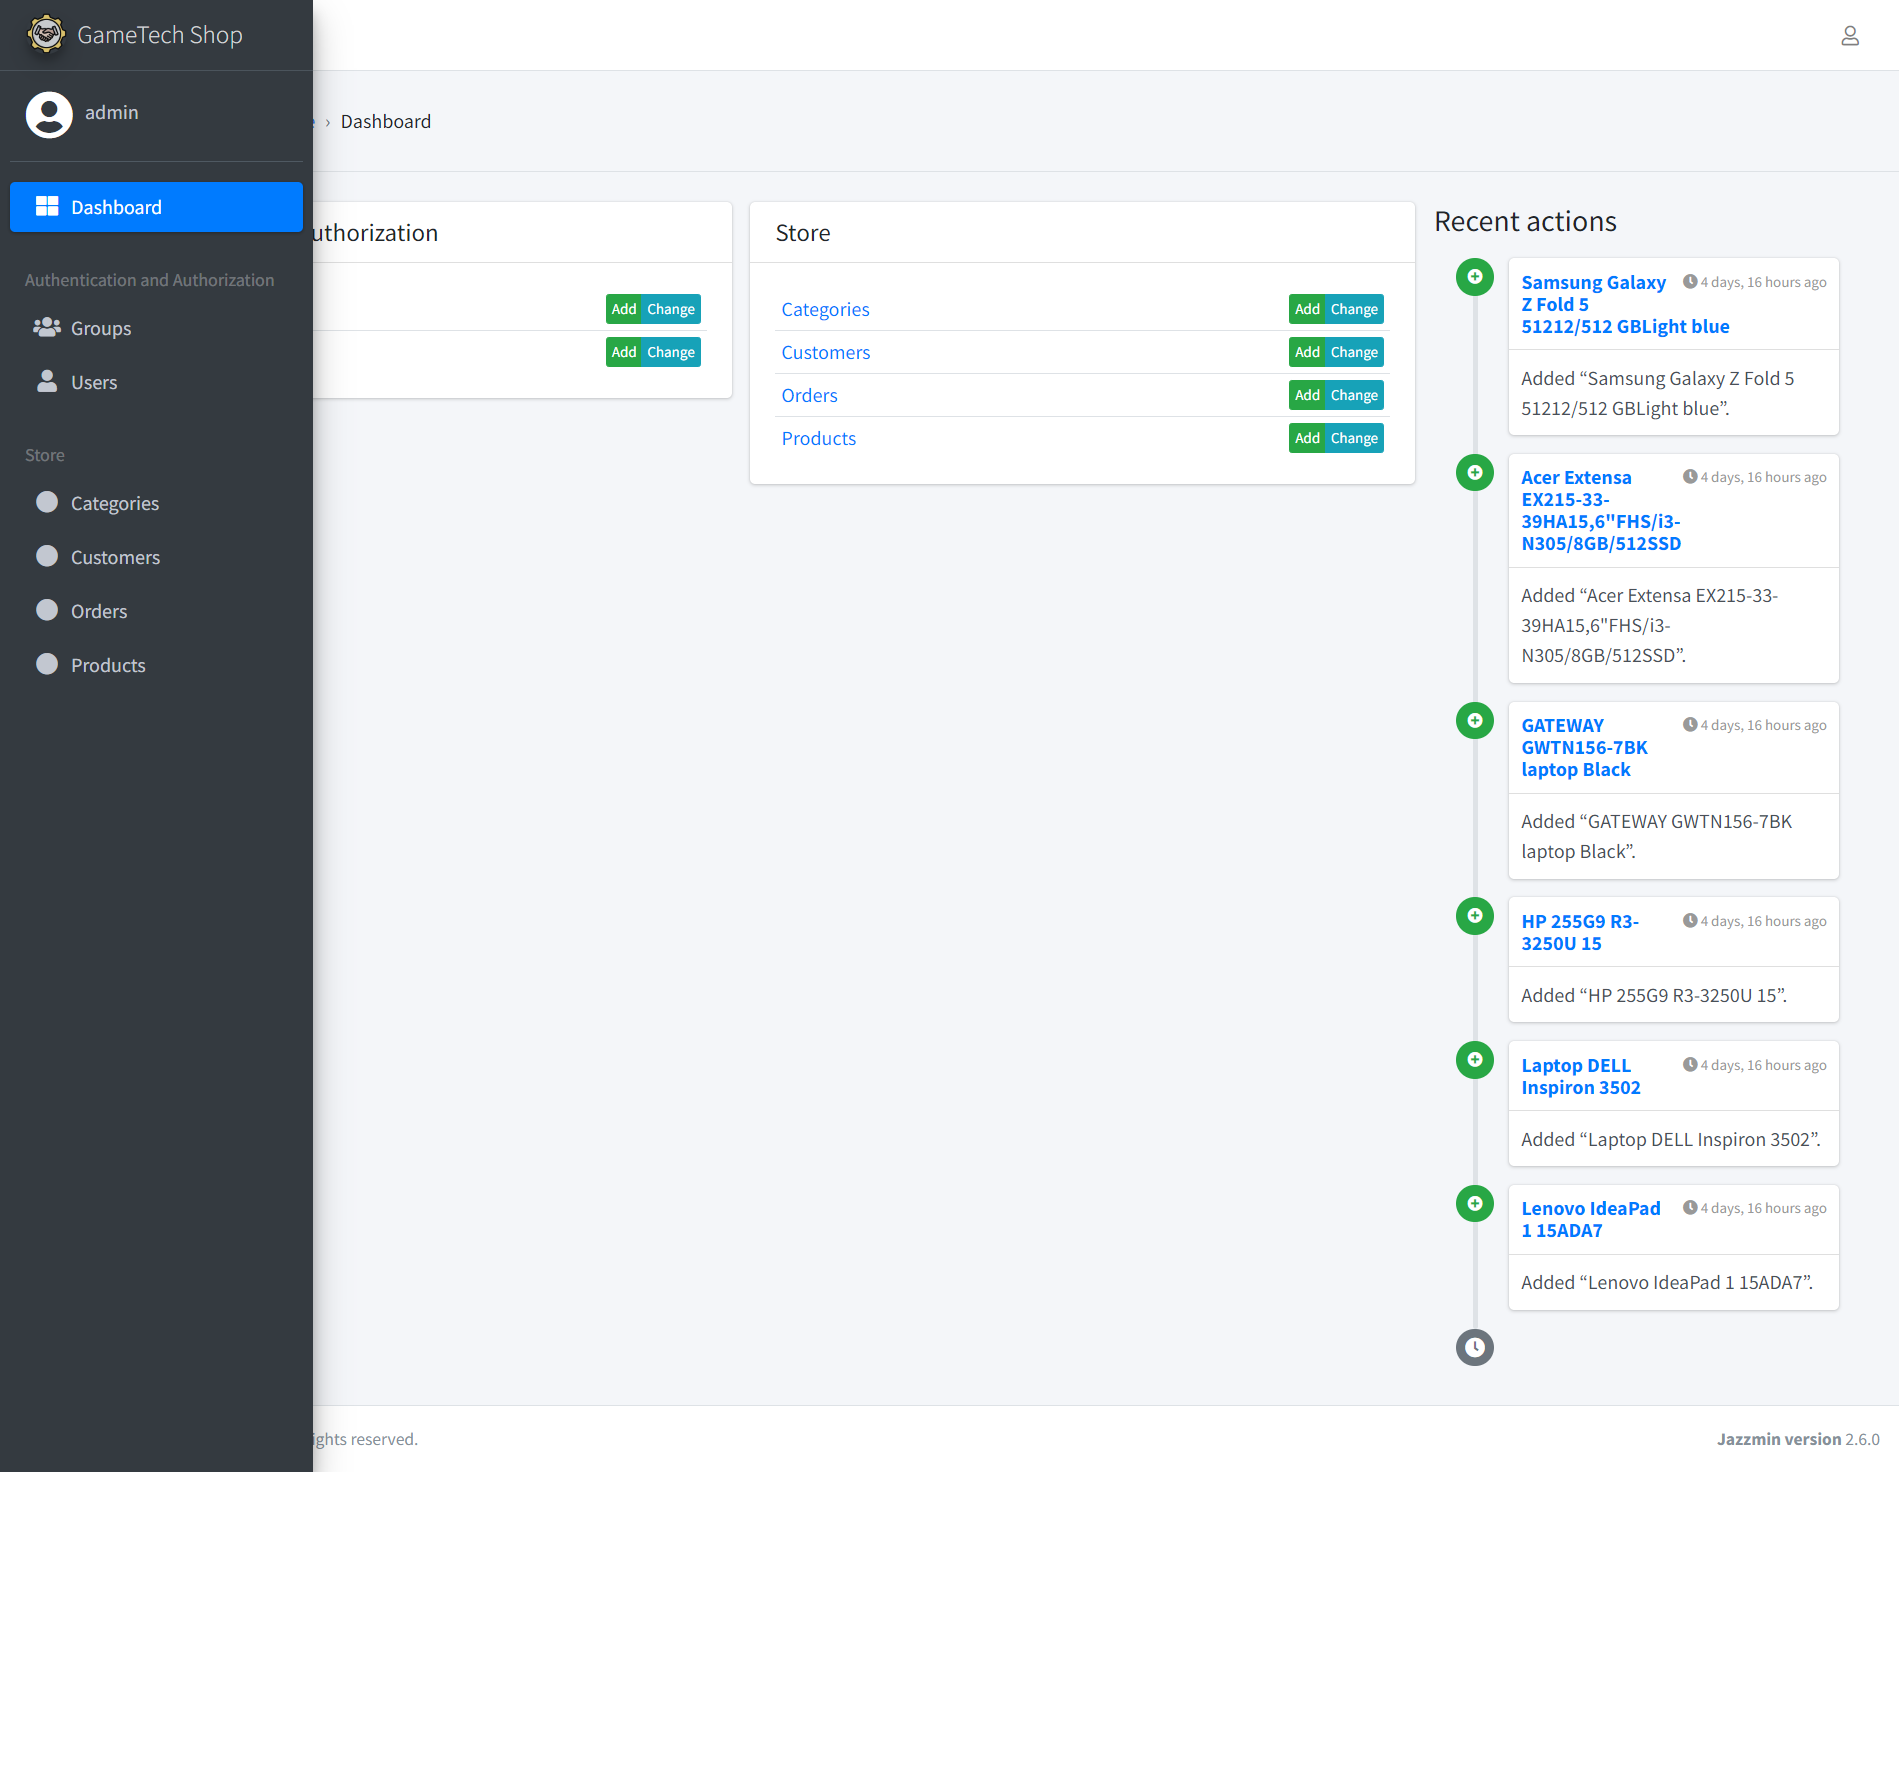 GameTech Shop
admin
› Dashboard
Dashboard
Authentication and Authorization
Groups
Users
Store
Categories
Customers
Orders
Products
uthorization
Add Change
Add Change
Store
Categories Add Change
Customers Add Change
Orders Add Change
Products Add Change
Recent actions
Samsung Galaxy 4 days, 16 hours ago
Z Fold 5
51212/512 GBLight blue
Added “Samsung Galaxy Z Fold 5
51212/512 GBLight blue”.
Acer Extensa 4 days, 16 hours ago
EX215-33-
39HA15,6"FHS/i3-
N305/8GB/512SSD
Added “Acer Extensa EX215-33-
39HA15,6"FHS/i3-
N305/8GB/512SSD”.
GATEWAY 4 days, 16 hours ago
GWTN156-7BK
laptop Black
Added “GATEWAY GWTN156-7BK
laptop Black”.
HP 255G9 R3- 4 days, 16 hours ago
3250U 15
Added “HP 255G9 R3-3250U 15”.
Laptop DELL 4 days, 16 hours ago
Inspiron 3502
Added “Laptop DELL Inspiron 3502”.
Lenovo IdeaPad 4 days, 16 hours ago
1 15ADA7
Added “Lenovo IdeaPad 1 15ADA7”.
ights reserved.
Jazzmin version 2.6.0